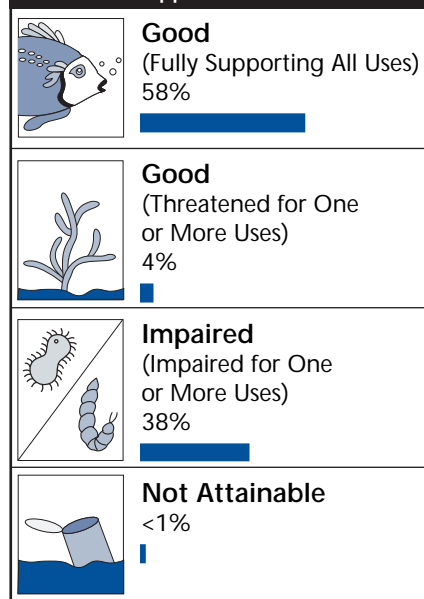 Good
(Fully Supporting All Uses)
58%
Good
(Threatened for One
or More Uses)
4%
Impaired
(Impaired for One
or More Uses)
38%
Not Attainable
<1%